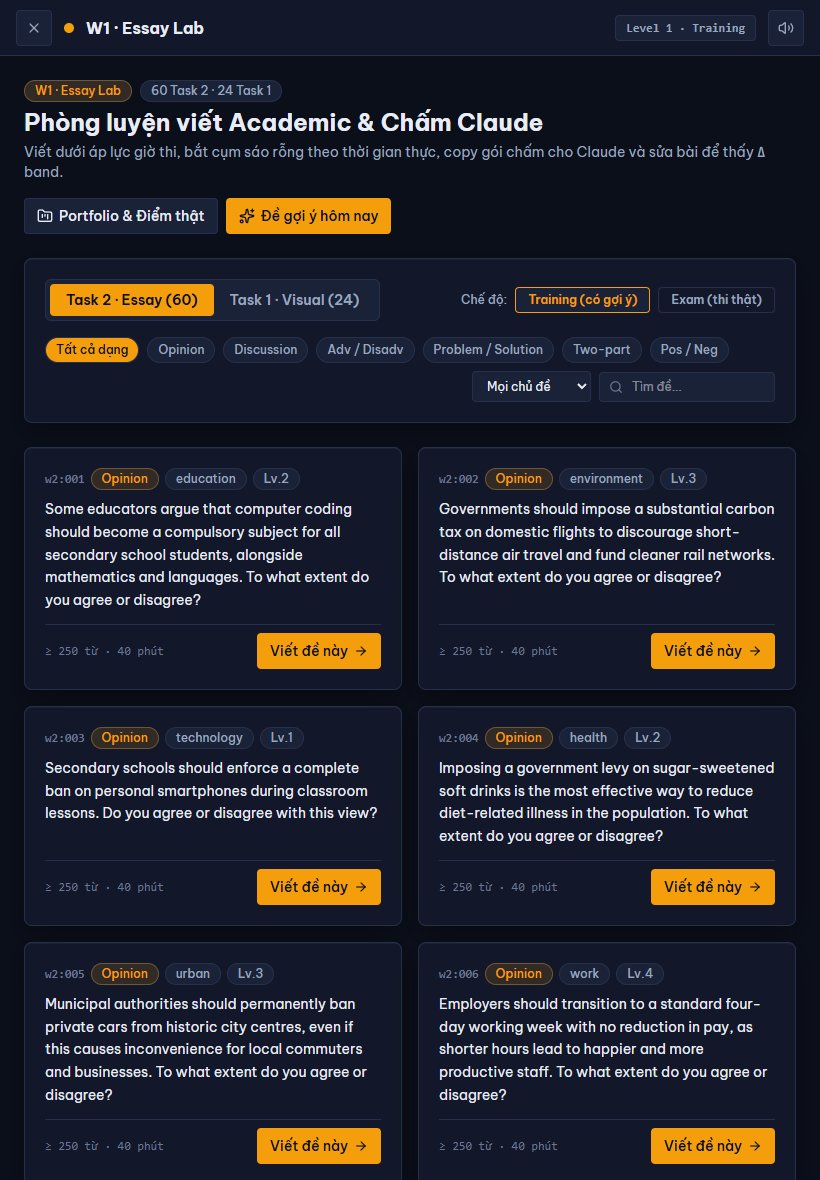 W1 · Essay Lab
Level 1 · Training
W1 · Essay Lab
60 Task 2 · 24 Task 1
Phòng luyện viết Academic & Chấm Claude
Viết dưới áp lực giờ thi, bắt cụm sáo rỗng theo thời gian thực, copy gói chấm cho Claude và sửa bài để thấy Δ
band.
Portfolio & Điểm thật
Đề gợi ý hôm nay
Task 2 · Essay (60)
Task 1 · Visual (24)
Chế độ:
Training (có gợi ý)
Exam (thi thật)
Tất cả dạng
Opinion
Discussion
Adv / Disadv
Problem / Solution
Two-part
Pos / Neg
Mọi chủ đề
Tìm đề...
w2:001 Opinion education Lv.2
Some educators argue that computer coding
should become a compulsory subject for all
secondary school students, alongside
mathematics and languages. To what extent do
you agree or disagree?
≥ 250 từ · 40 phút
Viết đề này →
w2:002 Opinion environment Lv.3
Governments should impose a substantial carbon
tax on domestic flights to discourage short-
distance air travel and fund cleaner rail networks.
To what extent do you agree or disagree?
≥ 250 từ · 40 phút
Viết đề này →
w2:003 Opinion technology Lv.1
Secondary schools should enforce a complete
ban on personal smartphones during classroom
lessons. Do you agree or disagree with this view?
≥ 250 từ · 40 phút
Viết đề này →
w2:004 Opinion health Lv.2
Imposing a government levy on sugar-sweetened
soft drinks is the most effective way to reduce
diet-related illness in the population. To what
extent do you agree or disagree?
≥ 250 từ · 40 phút
Viết đề này →
w2:005 Opinion urban Lv.3
Municipal authorities should permanently ban
private cars from historic city centres, even if
this causes inconvenience for local commuters
and businesses. To what extent do you agree or
disagree?
≥ 250 từ · 40 phút
Viết đề này →
w2:006 Opinion work Lv.4
Employers should transition to a standard four-
day working week with no reduction in pay, as
shorter hours lead to happier and more
productive staff. To what extent do you agree or
disagree?
≥ 250 từ · 40 phút
Viết đề này →